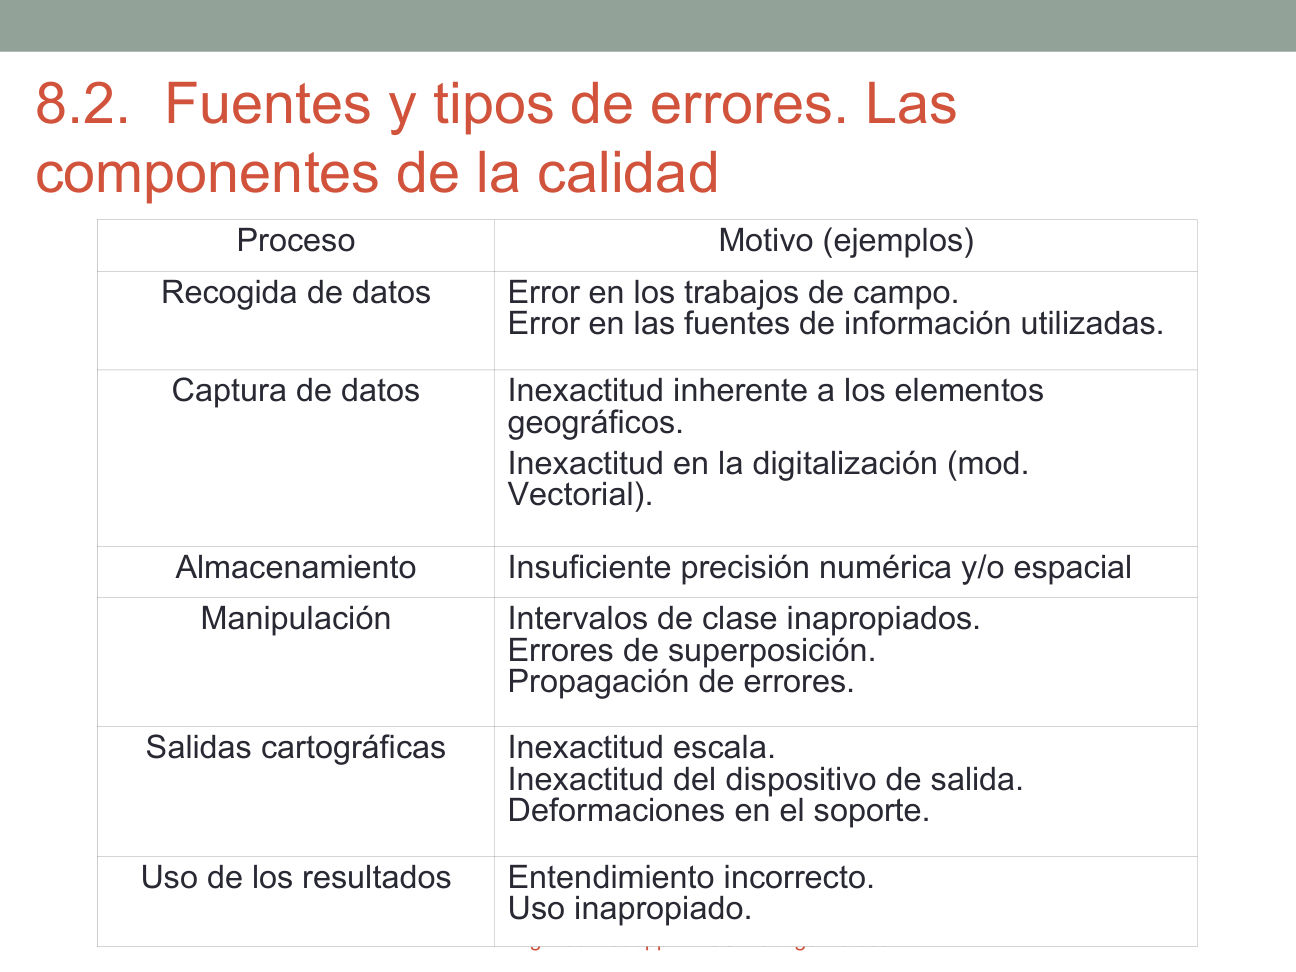 8.2. Fuentes y tipos de errores. Las
componentes de la calidad
Proceso
Motivo (ejemplos)
Recogida de datos
Error en los trabajos de campo.
Error en las fuentes de información utilizadas.
Captura de datos
Inexactitud inherente a los elementos
geográficos.
Inexactitud en la digitalización (mod.
Vectorial).
Almacenamiento
Insuficiente precisión numérica y/o espacial
Manipulación
Intervalos de clase inapropiados.
Errores de superposición.
Propagación de errores.
Salidas cartográficas
Inexactitud escala.
Inexactitud del dispositivo de salida.
Deformaciones en el soporte.
Uso de los resultados
Entendimiento incorrecto.
Uso inapropiado.